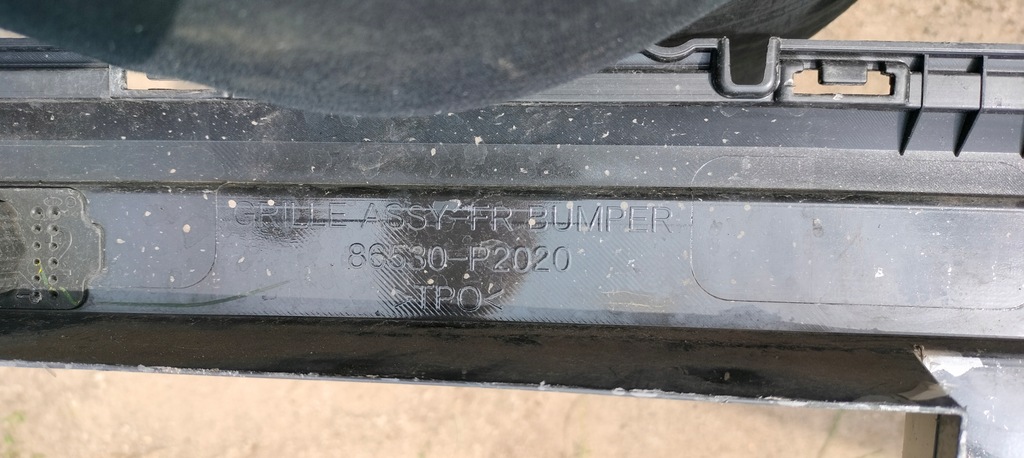 GRILLE ASSY-FR BUMPER
86530-P2020
>TPO<